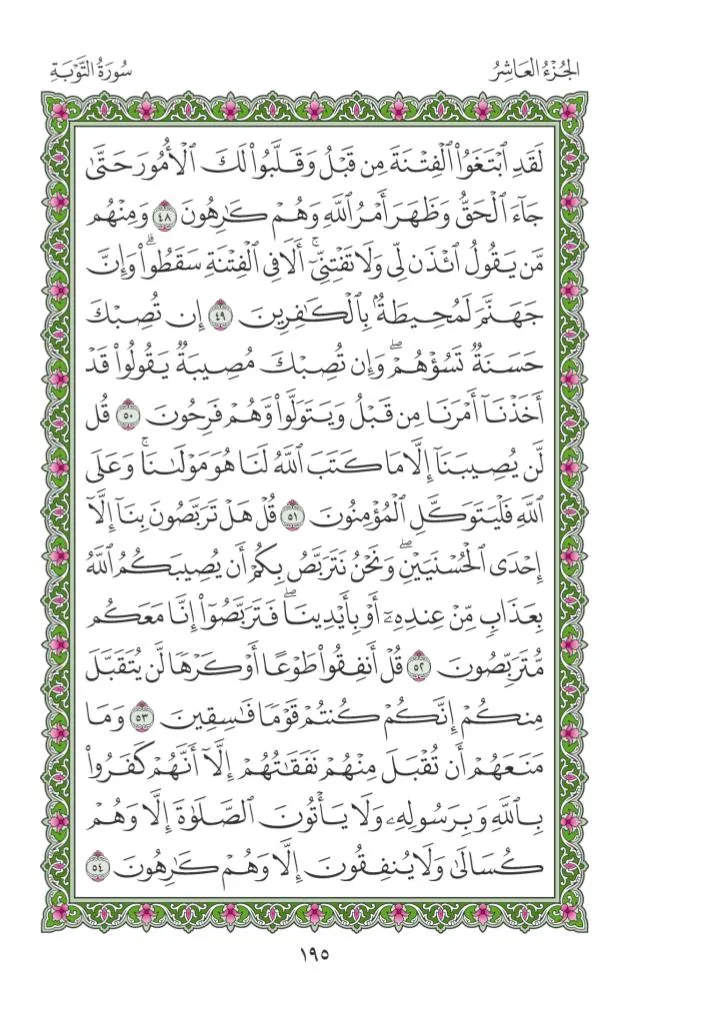 الجُزْءُ العَاشِرُ
سُورَةُ التَّوْبَةِ
لَقَدِ ٱبْتَغَوُا۟ ٱلْفِتْنَةَ مِن قَبْلُ وَقَلَّبُوا۟ لَكَ ٱلْأُمُورَ حَتَّىٰ
جَآءَ ٱلْحَقُّ وَظَهَرَ أَمْرُ ٱللَّهِ وَهُمْ كَـٰرِهُونَ ٤٨ وَمِنْهُم
مَّن يَقُولُ ٱئْذَن لِّى وَلَا تَفْتِنِّىٓ ۚ أَلَا فِى ٱلْفِتْنَةِ سَقَطُوا۟ ۗ وَإِنَّ
جَهَنَّمَ لَمُحِيطَةٌۢ بِٱلْكَـٰفِرِينَ ٤٩ إِن تُصِبْكَ
حَسَنَةٌ تَسُؤْهُمْ ۖ وَإِن تُصِبْكَ مُصِيبَةٌ يَقُولُوا۟ قَدْ
أَخَذْنَآ أَمْرَنَا مِن قَبْلُ وَيَتَوَلَّوا۟ وَّهُمْ فَرِحُونَ ٥٠ قُل
لَّن يُصِيبَنَآ إِلَّا مَا كَتَبَ ٱللَّهُ لَنَا هُوَ مَوْلَىٰنَا ۚ وَعَلَى
ٱللَّهِ فَلْيَتَوَكَّلِ ٱلْمُؤْمِنُونَ ٥١ قُلْ هَلْ تَرَبَّصُونَ بِنَآ إِلَّآ
إِحْدَى ٱلْحُسْنَيَيْنِ ۖ وَنَحْنُ نَتَرَبَّصُ بِكُمْ أَن يُصِيبَكُمُ ٱللَّهُ
بِعَذَابٍ مِّنْ عِندِهِۦٓ أَوْ بِأَيْدِينَا ۖ فَتَرَبَّصُوٓا۟ إِنَّا مَعَكُم
مُّتَرَبِّصُونَ ٥٢ قُلْ أَنفِقُوا۟ طَوْعًا أَوْ كَرْهًا لَّن يُتَقَبَّلَ
مِنكُمْ ۖ إِنَّكُمْ كُنتُمْ قَوْمًا فَـٰسِقِينَ ٥٣ وَمَا
مَنَعَهُمْ أَن تُقْبَلَ مِنْهُمْ نَفَقَـٰتُهُمْ إِلَّآ أَنَّهُمْ كَفَرُوا۟
بِٱللَّهِ وَبِرَسُولِهِۦ وَلَا يَأْتُونَ ٱلصَّلَوٰةَ إِلَّا وَهُمْ
كُسَالَىٰ وَلَا يُنفِقُونَ إِلَّا وَهُمْ كَـٰرِهُونَ ٥٤
١٩٥